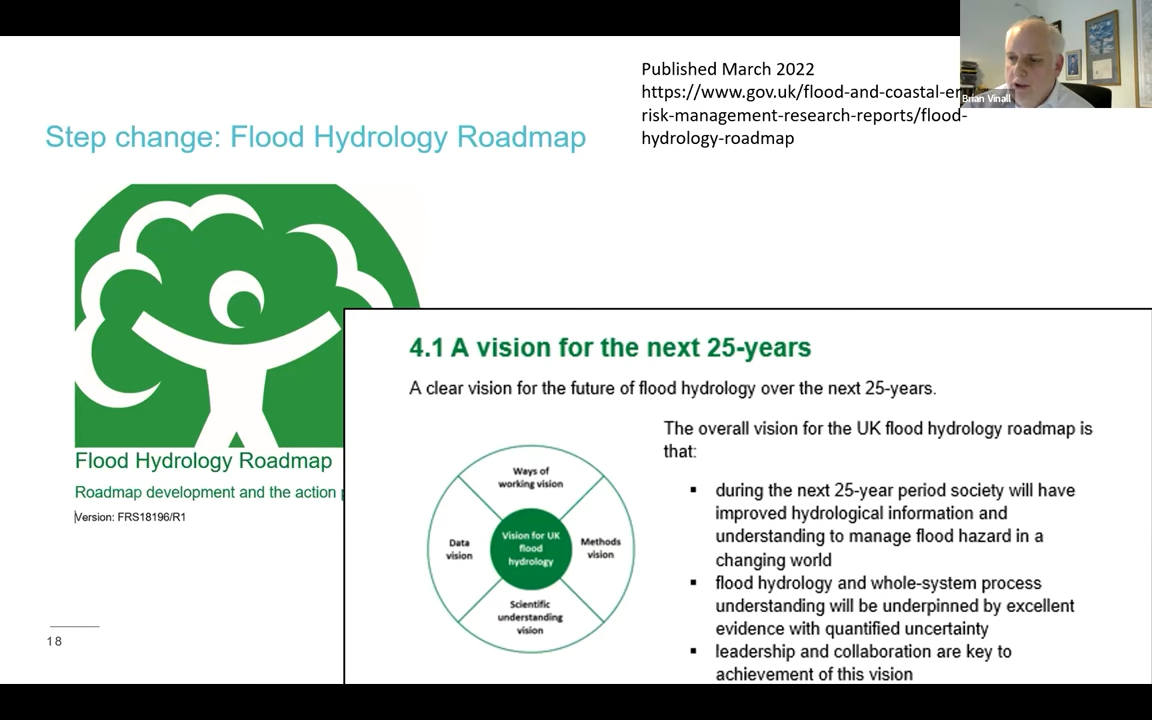 Published March 2022
https://www.gov.uk/flood-and-coastal-er
risk-management-research-reports/flood-
hydrology-roadmap
Brian Vinall
Step change: Flood Hydrology Roadmap
Flood Hydrology Roadmap
Roadmap development and the action
Version: FRS18196/R1
18
4.1 A vision for the next 25-years
A clear vision for the future of flood hydrology over the next 25-years.
Ways of
working vision
Data
vision
Vision for UK
flood
hydrology
Methods
vision
Scientific
understanding
vision
The overall vision for the UK flood hydrology roadmap is
that:
▪ during the next 25-year period society will have
improved hydrological information and
understanding to manage flood hazard in a
changing world
▪ flood hydrology and whole-system process
understanding will be underpinned by excellent
evidence with quantified uncertainty
▪ leadership and collaboration are key to
achievement of this vision